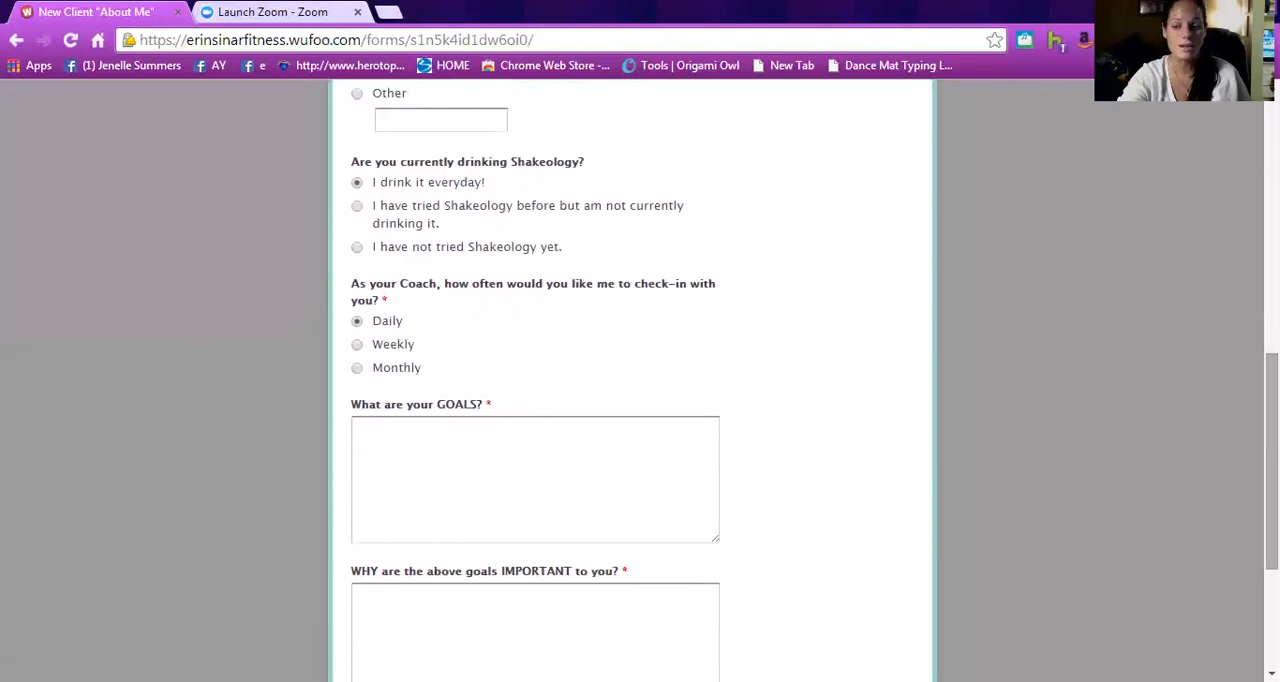 New Client "About Me"
Launch Zoom - Zoom
https://erinsinarfitness.wufoo.com/forms/s1n5k4id1dw6oi0/
Apps
(1) Jenelle Summers
AY
e
http://www.herotop...
HOME
Chrome Web Store -...
Tools | Origami Owl
New Tab
Dance Mat Typing L...
Other
Are you currently drinking Shakeology?
I drink it everyday!
I have tried Shakeology before but am not currently
drinking it.
I have not tried Shakeology yet.
As your Coach, how often would you like me to check-in with
you? *
Daily
Weekly
Monthly
What are your GOALS? *
WHY are the above goals IMPORTANT to you? *